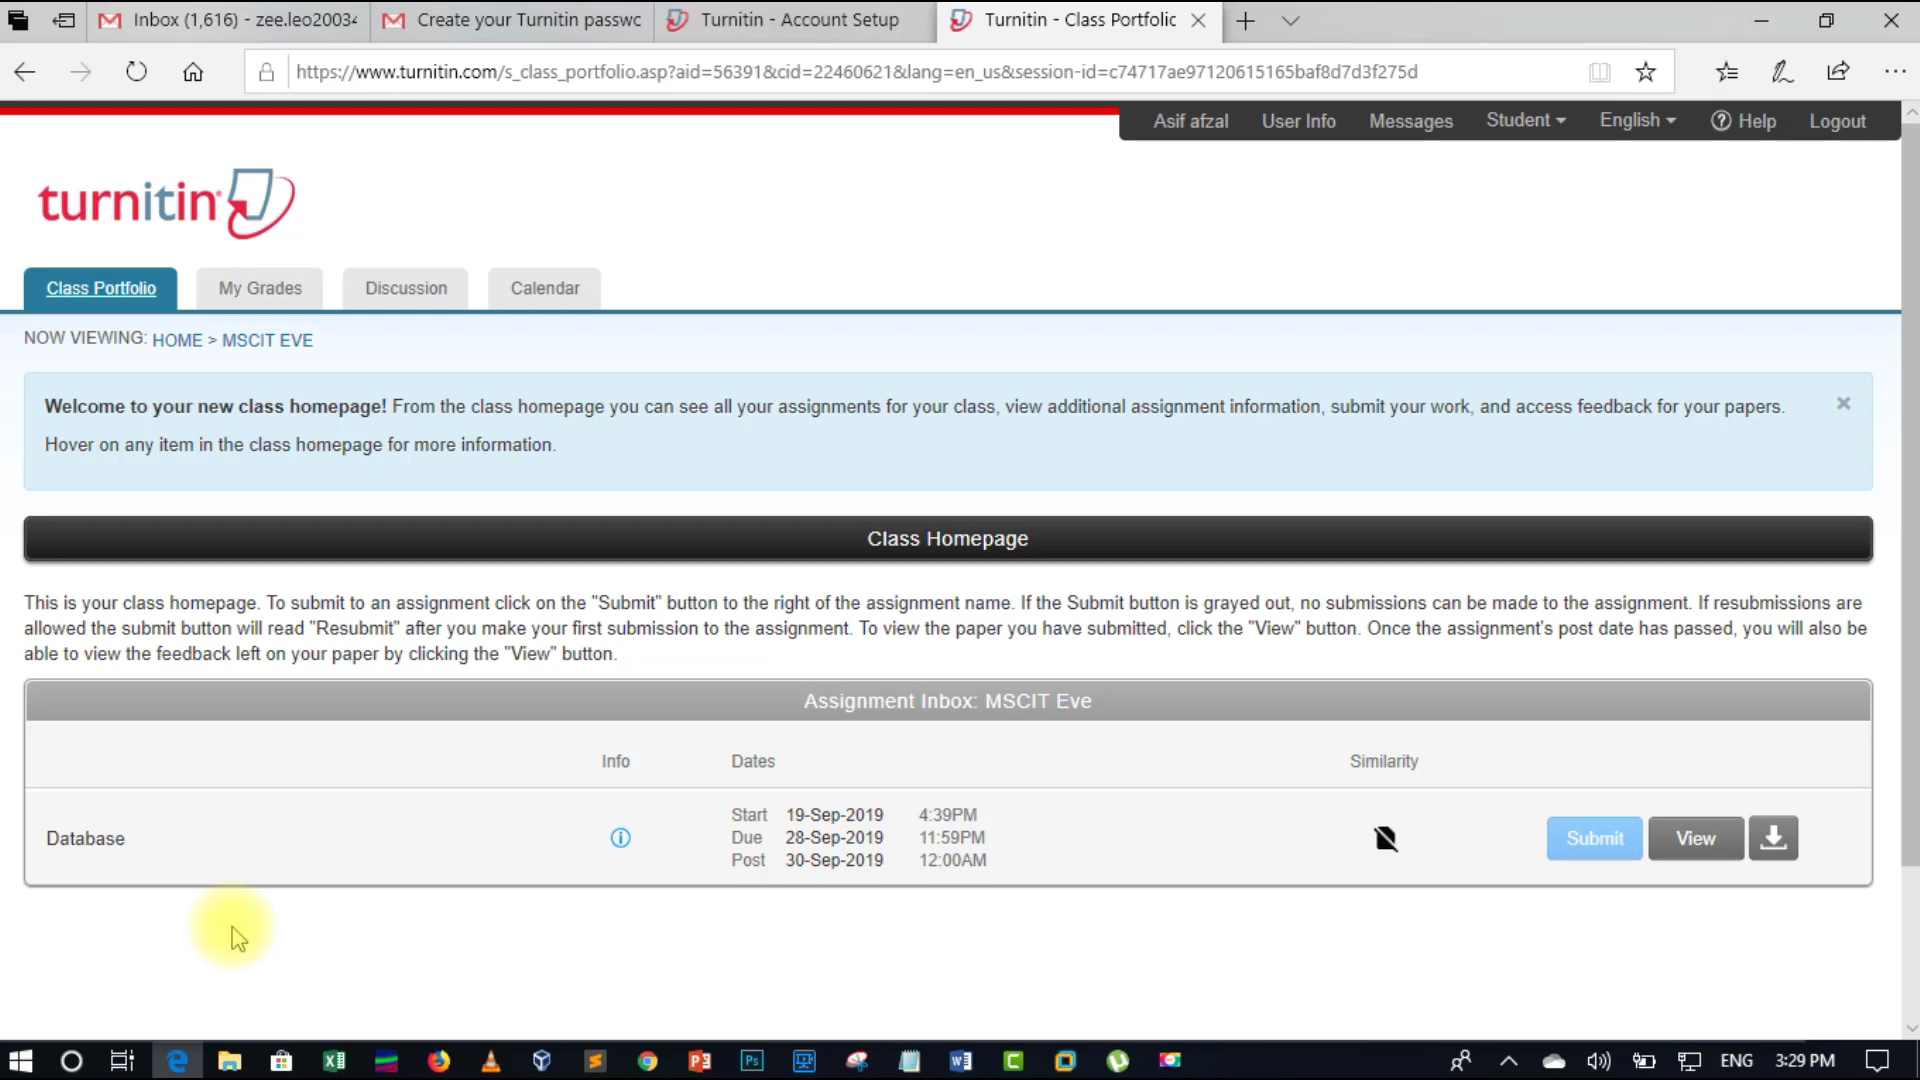 Inbox (1,616) - zee.leo20034
Create your Turnitin passwo
Turnitin - Account Setup
Turnitin - Class Portfolic
https://www.turnitin.com/s_class_portfolio.asp?aid=56391&cid=22460621&lang=en_us&session-id=c74717ae97120615165baf8d7d3f275d
Asif afzal User Info Messages Student English Help Logout
turnitin
Class Portfolio My Grades Discussion Calendar
NOW VIEWING: HOME > MSCIT EVE
Welcome to your new class homepage! From the class homepage you can see all your assignments for your class, view additional assignment information, submit your work, and access feedback for your papers.
Hover on any item in the class homepage for more information.
Class Homepage
This is your class homepage. To submit to an assignment click on the "Submit" button to the right of the assignment name. If the Submit button is grayed out, no submissions can be made to the assignment. If resubmissions are
allowed the submit button will read "Resubmit" after you make your first submission to the assignment. To view the paper you have submitted, click the "View" button. Once the assignment's post date has passed, you will also be
able to view the feedback left on your paper by clicking the "View" button.
Assignment Inbox: MSCIT Eve
Info Dates Similarity
Start 19-Sep-2019 4:39PM
Database Due 28-Sep-2019 11:59PM Submit View
Post 30-Sep-2019 12:00AM
ENG 3:29 PM